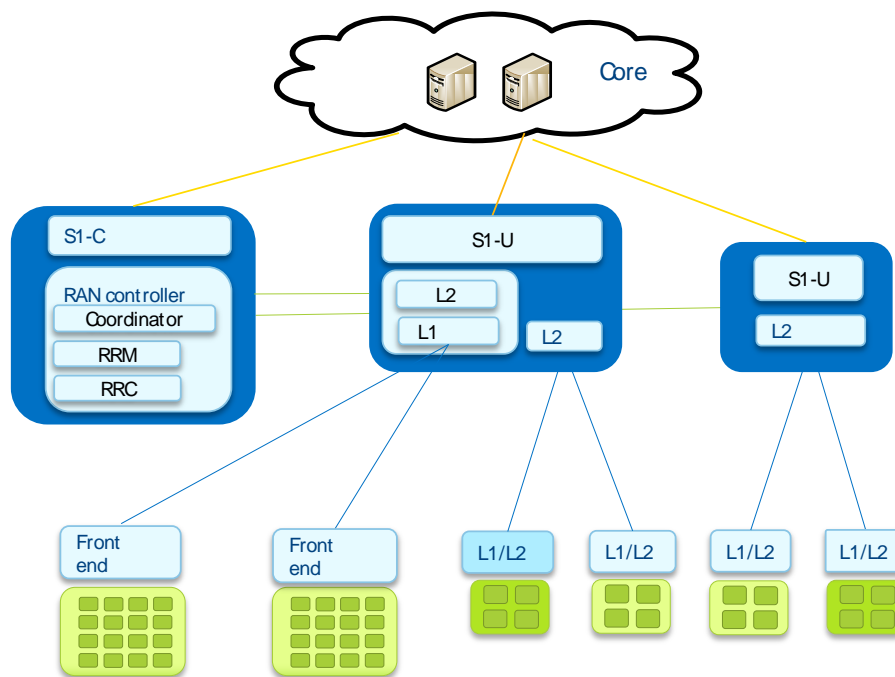 Core
S1-C
S1-U
S1-U
RAN controller
Coordinator
RRM
RRC
L2
L1
L2
L2
Front
end
Front
end
L1/L2
L1/L2
L1/L2
L1/L2